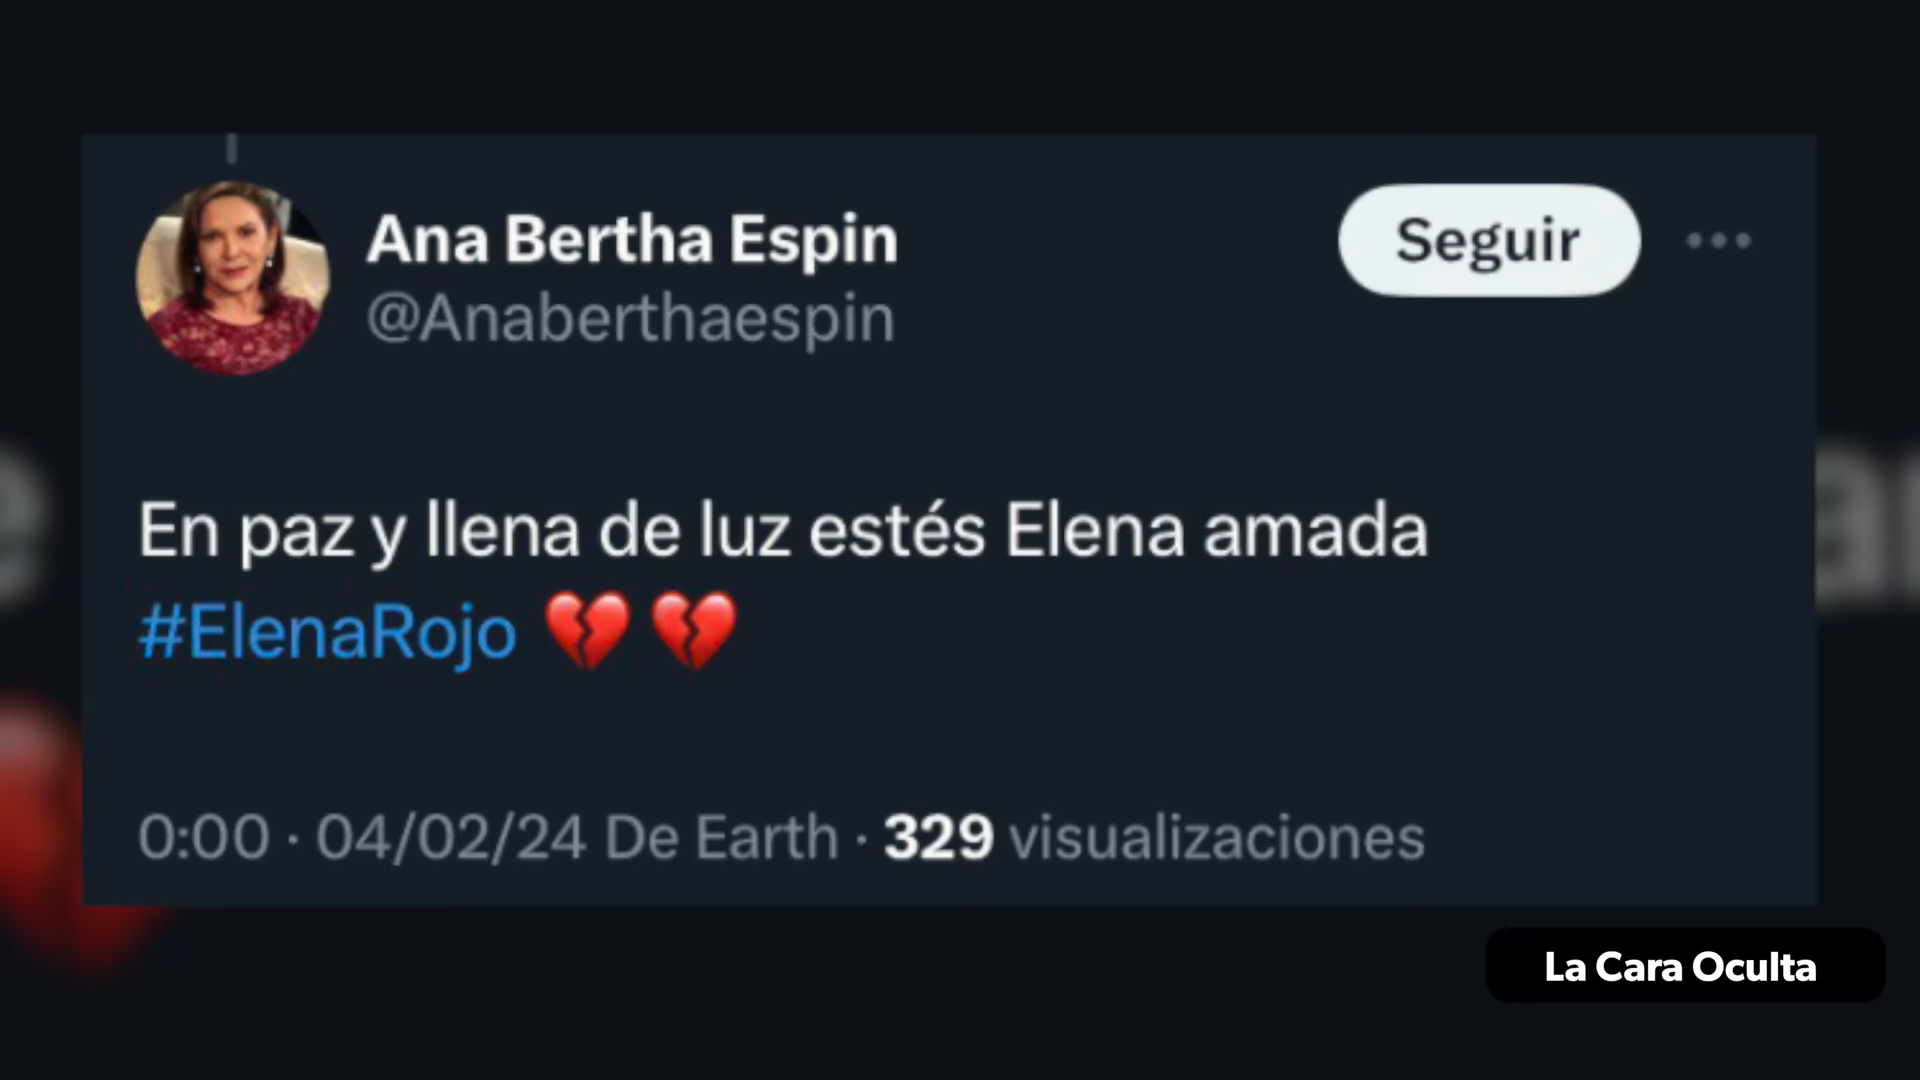 Ana Bertha Espin
Seguir
@Anaberthaespin
En paz y llena de luz estés Elena amada
#ElenaRojo 💔 💔
0:00 · 04/02/24 De Earth · 329 visualizaciones
La Cara Oculta